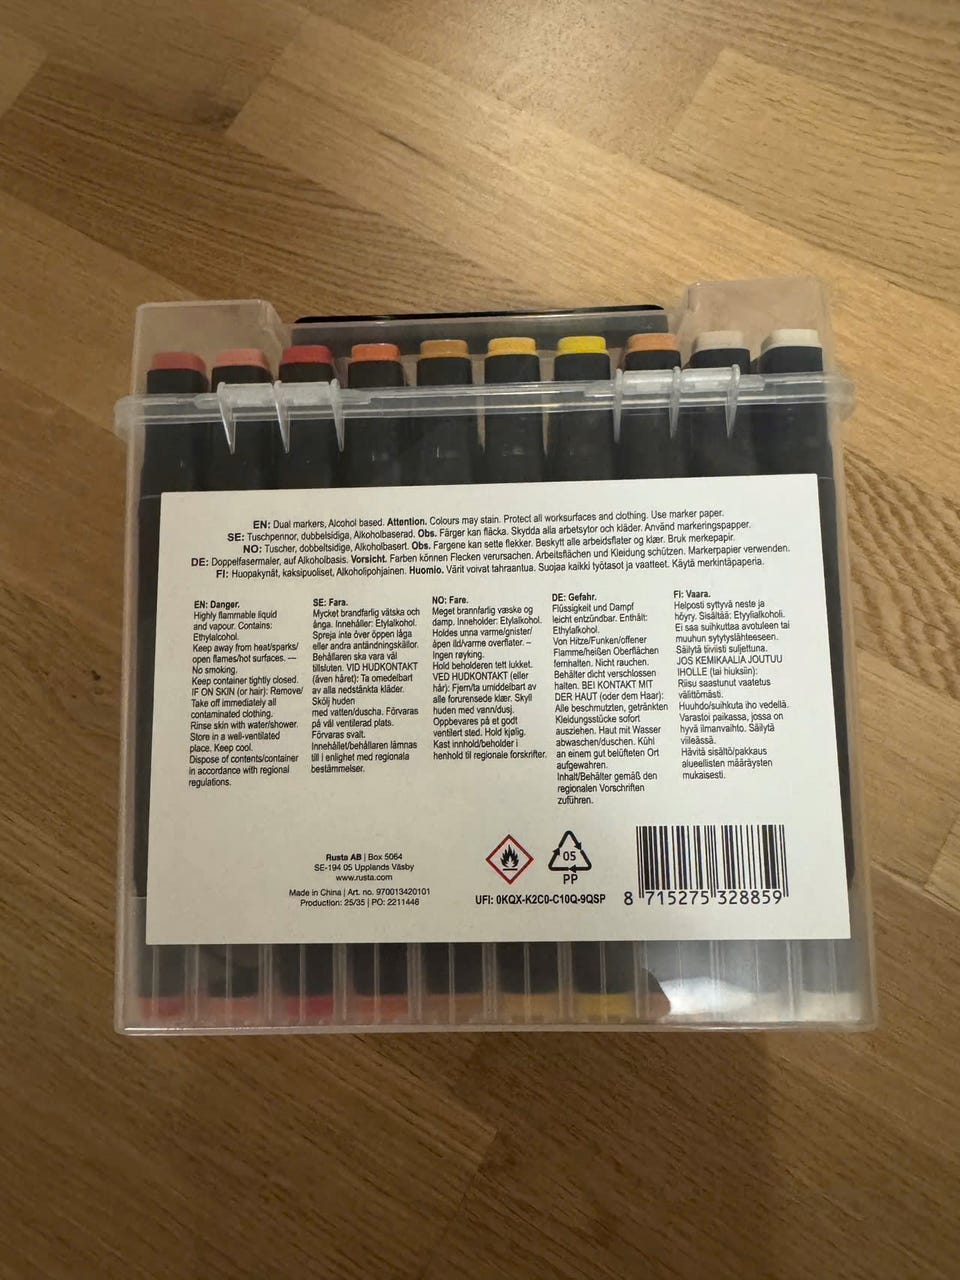 EN: Dual markers, Alcohol based. Attention. Colours may stain. Protect all worksurfaces and clothing. Use marker paper.
SE: Tuschpennor, dubbelsidiga, Alkoholbaserad. Obs. Färger kan fläcka. Skydda alla arbetsytor och kläder. Använd markeringspapper.
NO: Tuscher, dobbeltsidige, Alkoholbasert. Obs. Fargene kan sette flekker. Beskytt alle arbeidsflater og klær. Bruk merkepapir.
DE: Doppelfasermaler, auf Alkoholbasis. Vorsicht. Farben können Flecken verursachen. Arbeitsflächen und Kleidung schützen. Markerpapier verwenden.
FI: Huopakynät, kaksipuoliset, Alkoholipohjainen. Huomio. Värit voivat tahraantua. Suojaa kaikki työtasot ja vaatteet. Käytä merkintäpaperia.
EN: Danger.
Highly flammable liquid
and vapour. Contains:
Ethylalcohol.
Keep away from heat/sparks/
open flames/hot surfaces. —
No smoking.
Keep container tightly closed.
IF ON SKIN (or hair): Remove/
Take off immediately all
contaminated clothing.
Rinse skin with water/shower.
Store in a well-ventilated
place. Keep cool.
Dispose of contents/container
in accordance with regional
regulations.
SE: Fara.
Mycket brandfarlig vätska och
ånga. Innehåller: Etylalkohol.
Spreja inte över öppen låga
eller andra antändningskällor.
Behållaren ska vara väl
tillsluten. VID HUDKONTAKT
(även håret): Ta omedelbart
av alla nedstänkta kläder.
Skölj huden
med vatten/duscha. Förvaras
på väl ventilerad plats.
Förvaras svalt.
Innehållet/behållaren lämnas
till i enlighet med regionala
bestämmelser.
NO: Fare.
Meget brannfarlig væske og
damp. Inneholder: Etylalkohol.
Holdes unna varme/gnister/
åpen ild/varme overflater. –
Ingen røyking.
Hold beholderen tett lukket.
VED HUDKONTAKT (eller
hår): Fjern/ta umiddelbart av
alle forurensede klær. Skyll
huden med vann/dusj.
Oppbevares på et godt
ventilert sted. Hold kjølig.
Kast innhold/beholder i
henhold til regionale forskrifter.
DE: Gefahr.
Flüssigkeit und Dampf
leicht entzündbar. Enthält:
Ethylalkohol.
Von Hitze/Funken/offener
Flamme/heißen Oberflächen
fernhalten. Nicht rauchen.
Behälter dicht verschlossen
halten. BEI KONTAKT MIT
DER HAUT (oder dem Haar):
Alle beschmutzten, getränkten
Kleidungsstücke sofort
ausziehen. Haut mit Wasser
abwaschen/duschen. Kühl
an einem gut belüfteten Ort
aufgewahren.
Inhalt/Behälter gemäß den
regionalen Vorschriften
zuführen.
FI: Vaara.
Helposti syttyvä neste ja
höyry. Sisältää: Etyylialkoholi.
Ei saa suihkuttaa avotuleen tai
muuhun sytytyslähteeseen.
Säilytä tiiviisti suljettuna.
JOS KEMIKAALIA JOUTUU
IHOLLE (tai hiuksiin):
Riisu saastunut vaatetus
välittömästi.
Huuhdo/suihkuta iho vedellä.
Varastoi paikassa, jossa on
hyvä ilmanvaihto. Säilytä
viileässä.
Hävitä sisältö/pakkaus
alueellisten määräysten
mukaisesti.
Rusta AB | Box 5064
SE-194 05 Upplands Väsby
www.rusta.com
Made in China | Art. no. 970013420101
Production: 25/35 | PO: 2211446
05
PP
UFI: 0KQX-K2C0-C10Q-9QSP
8 715275 328859